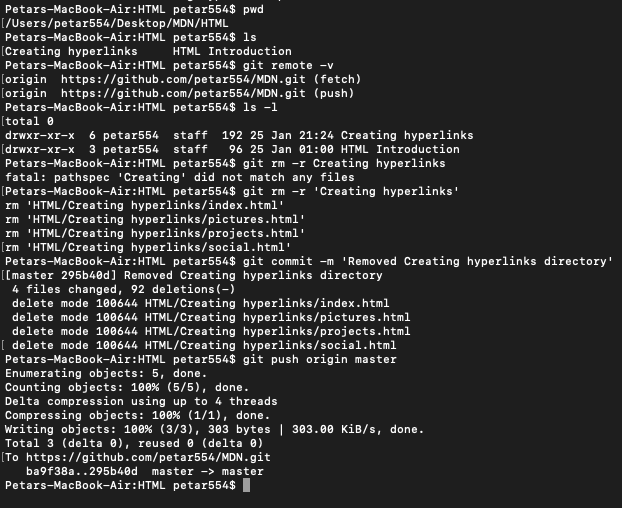 Petars-MacBook-Air:HTML petar554$ pwd
[/Users/petar554/Desktop/MDN/HTML
Petars-MacBook-Air:HTML petar554$ ls
[Creating hyperlinks     HTML Introduction
Petars-MacBook-Air:HTML petar554$ git remote -v
[origin  https://github.com/petar554/MDN.git (fetch)
[origin  https://github.com/petar554/MDN.git (push)
Petars-MacBook-Air:HTML petar554$ ls -l
[total 0
drwxr-xr-x  6 petar554  staff  192 25 Jan 21:24 Creating hyperlinks
[drwxr-xr-x  3 petar554  staff   96 25 Jan 01:00 HTML Introduction
Petars-MacBook-Air:HTML petar554$ git rm -r Creating hyperlinks
fatal: pathspec 'Creating' did not match any files
[Petars-MacBook-Air:HTML petar554$ git rm -r 'Creating hyperlinks'
rm 'HTML/Creating hyperlinks/index.html'
rm 'HTML/Creating hyperlinks/pictures.html'
rm 'HTML/Creating hyperlinks/projects.html'
[rm 'HTML/Creating hyperlinks/social.html'
Petars-MacBook-Air:HTML petar554$ git commit -m 'Removed Creating hyperlinks directory'
[[master 295b40d] Removed Creating hyperlinks directory
 4 files changed, 92 deletions(-)
 delete mode 100644 HTML/Creating hyperlinks/index.html
 delete mode 100644 HTML/Creating hyperlinks/pictures.html
 delete mode 100644 HTML/Creating hyperlinks/projects.html
[ delete mode 100644 HTML/Creating hyperlinks/social.html
Petars-MacBook-Air:HTML petar554$ git push origin master
Enumerating objects: 5, done.
Counting objects: 100% (5/5), done.
Delta compression using up to 4 threads
Compressing objects: 100% (1/1), done.
Writing objects: 100% (3/3), 303 bytes | 303.00 KiB/s, done.
Total 3 (delta 0), reused 0 (delta 0)
[To https://github.com/petar554/MDN.git
   ba9f38a..295b40d  master -> master
Petars-MacBook-Air:HTML petar554$